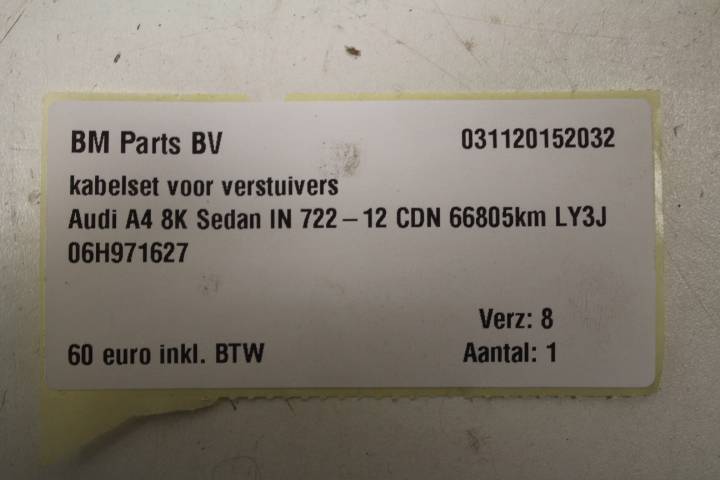 BM Parts BV 031120152032
kabelset voor verstuivers
Audi A4 8K Sedan IN 722 – 12 CDN 66805km LY3J
06H971627
Verz: 8
60 euro inkl. BTW Aantal: 1